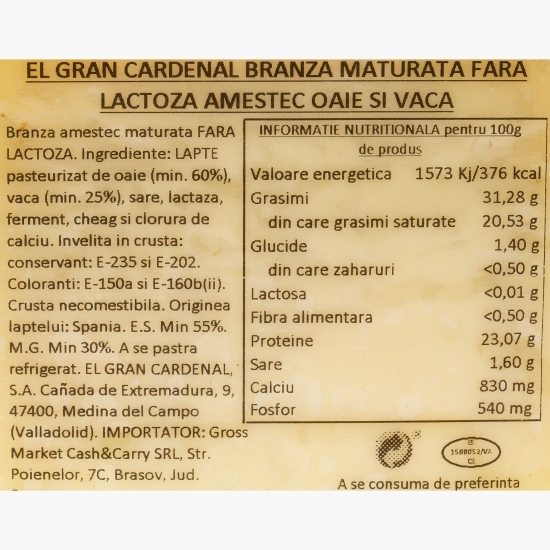 EL GRAN CARDENAL BRANZA MATURATA FARA
LACTOZA AMESTEC OAIE SI VACA
Branza amestec maturata FARA
LACTOZA. Ingrediente: LAPTE
pasteurizat de oaie (min. 60%),
vaca (min. 25%), sare, lactaza,
ferment, cheag si clorura de
calciu. Invelita in crusta:
conservant: E-235 si E-202.
Coloranti: E-150a si E-160b(ii).
Crusta necomestibila. Originea
laptelui: Spania. E.S. Min 55%.
M.G. Min 30%. A se pastra
refrigerat. EL GRAN CARDENAL,
S.A. Cañada de Extremadura, 9,
47400, Medina del Campo
(Valladolid). IMPORTATOR: Gross
Market Cash&Carry SRL, Str.
Poienelor, 7C, Brasov, Jud.
INFORMATIE NUTRITIONALA pentru 100g
de produs
Valoare energetica 1573 Kj/376 kcal
Grasimi 31,28 g
din care grasimi saturate 20,53 g
Glucide 1,40 g
din care zaharuri <0,50 g
Lactosa <0,01 g
Fibra alimentara <0,50 g
Proteine 23,07 g
Sare 1,60 g
Calciu 830 mg
Fosfor 540 mg
CE
A se consuma de preferinta